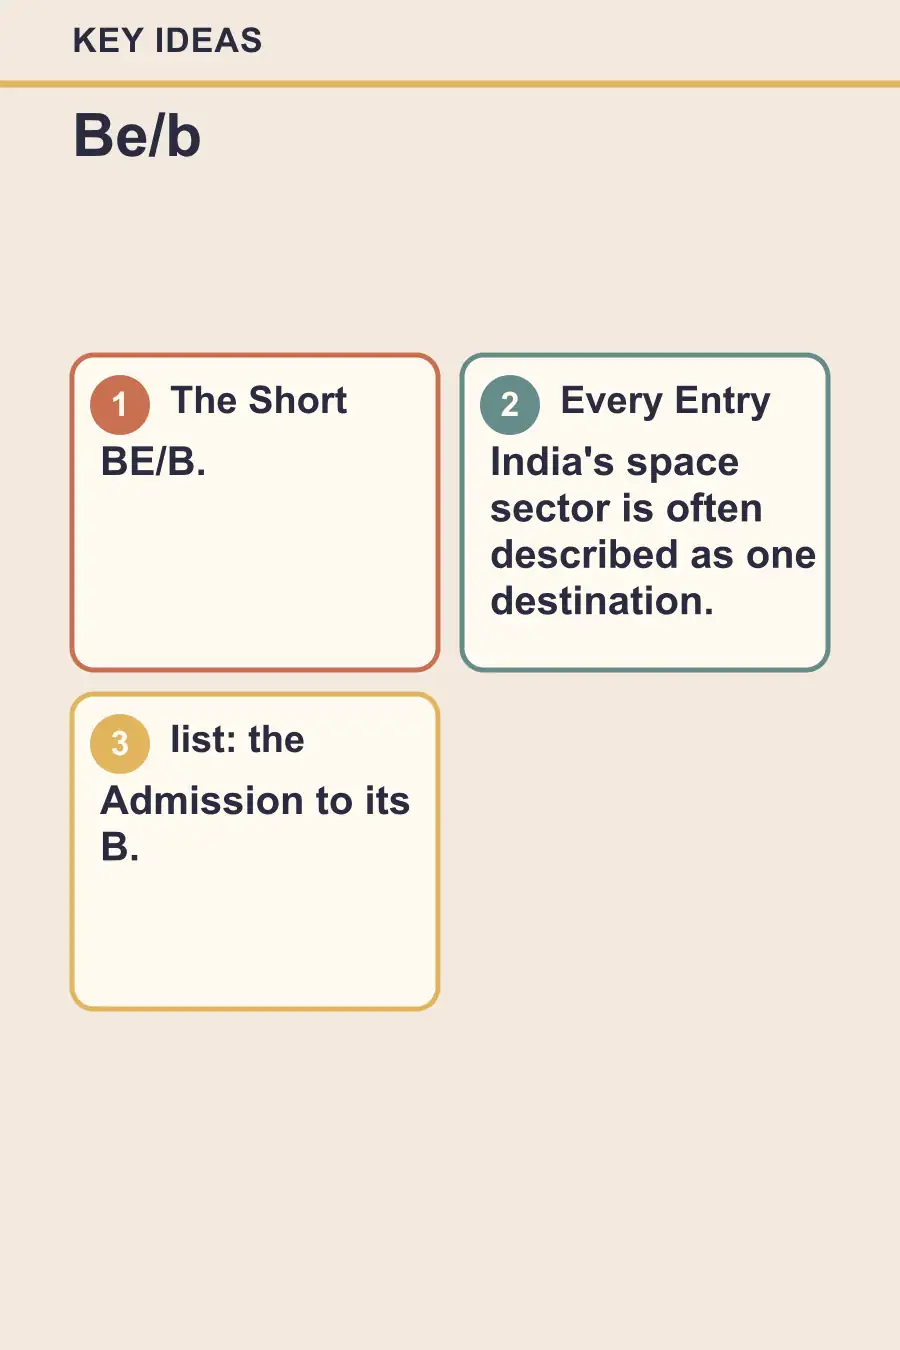 KEY IDEAS
Be/b
1 The Short
BE/B.
2 Every Entry
India's space
sector is often
described as one
destination.
3 list: the
Admission to its
B.